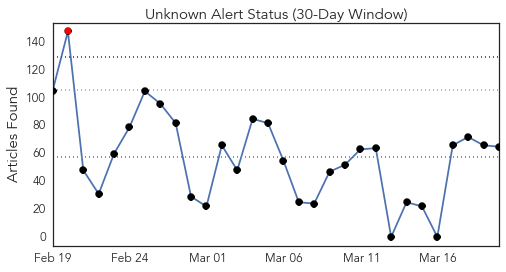 Unknown Alert Status (30-Day Window)
Articles Found
140
120
100
80
60
40
20
0
Feb 19
Feb 24
Mar 01
Mar 06
Mar 11
Mar 16